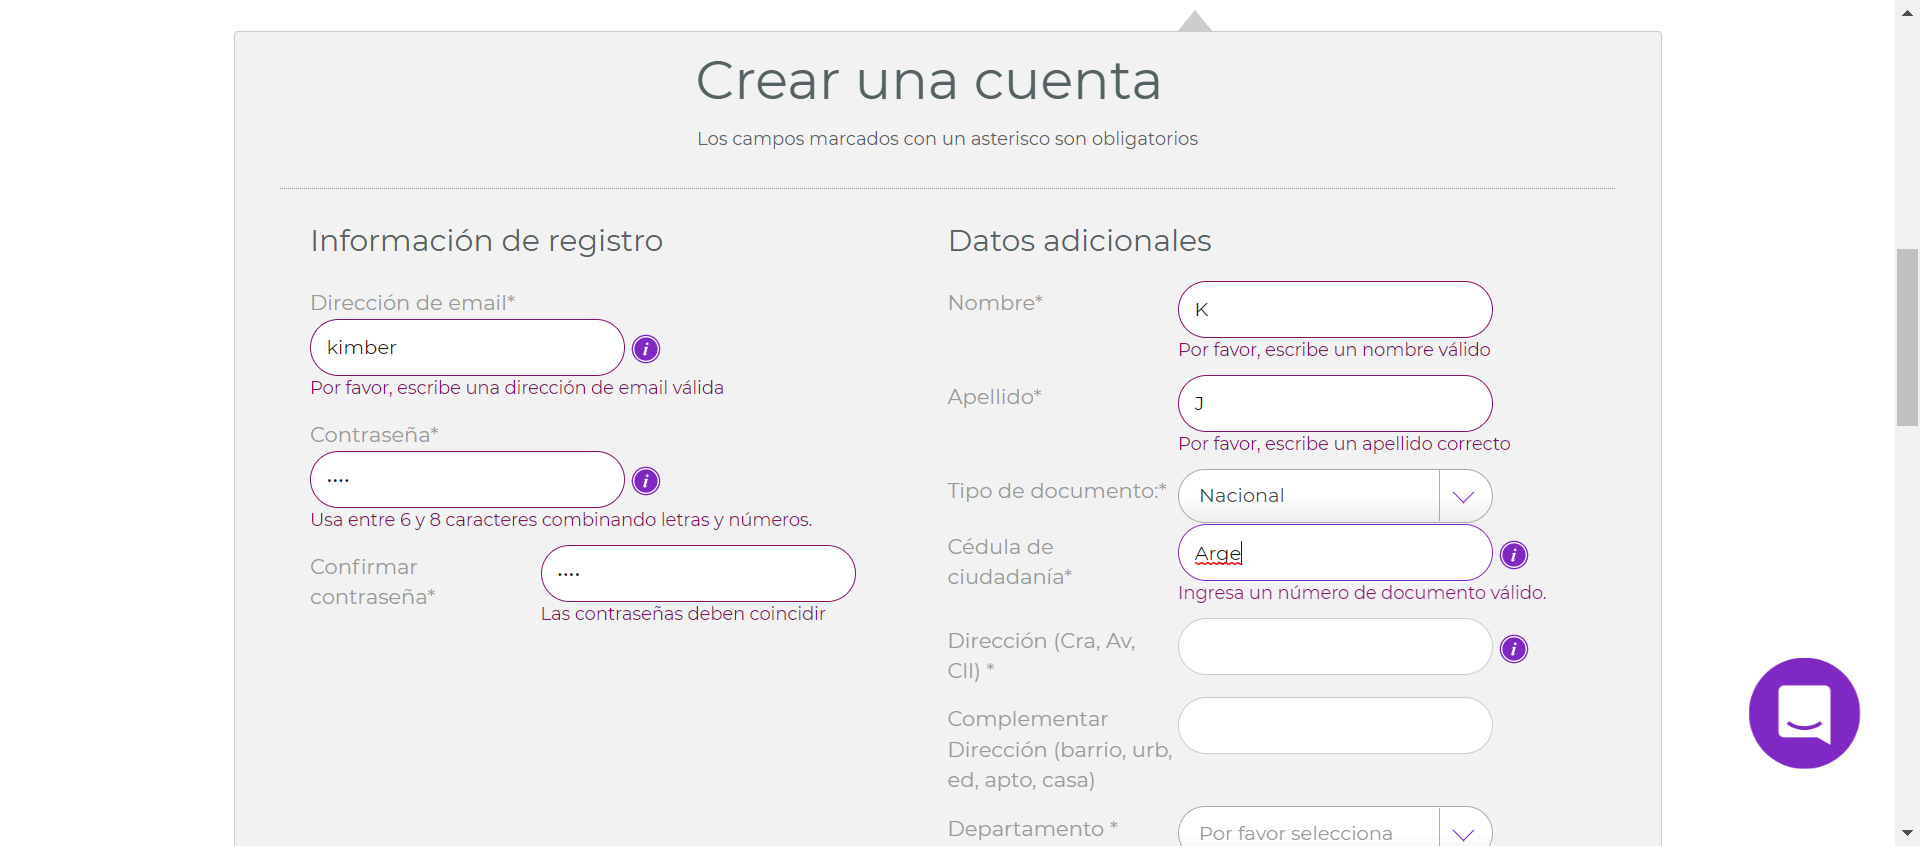 Crear una cuenta
Los campos marcados con un asterisco son obligatorios
Información de registro
Dirección de email*
kimber
Por favor, escribe una dirección de email válida
Contraseña*
····
Usa entre 6 y 8 caracteres combinando letras y números.
Confirmar
contraseña*
····
Las contraseñas deben coincidir
Datos adicionales
Nombre*
K
Por favor, escribe un nombre válido
Apellido*
J
Por favor, escribe un apellido correcto
Tipo de documento:*
Nacional
Cédula de
ciudadanía*
Arge
Ingresa un número de documento válido.
Dirección (Cra, Av,
Cll) *
Complementar
Dirección (barrio, urb,
ed, apto, casa)
Departamento *
Por favor selecciona